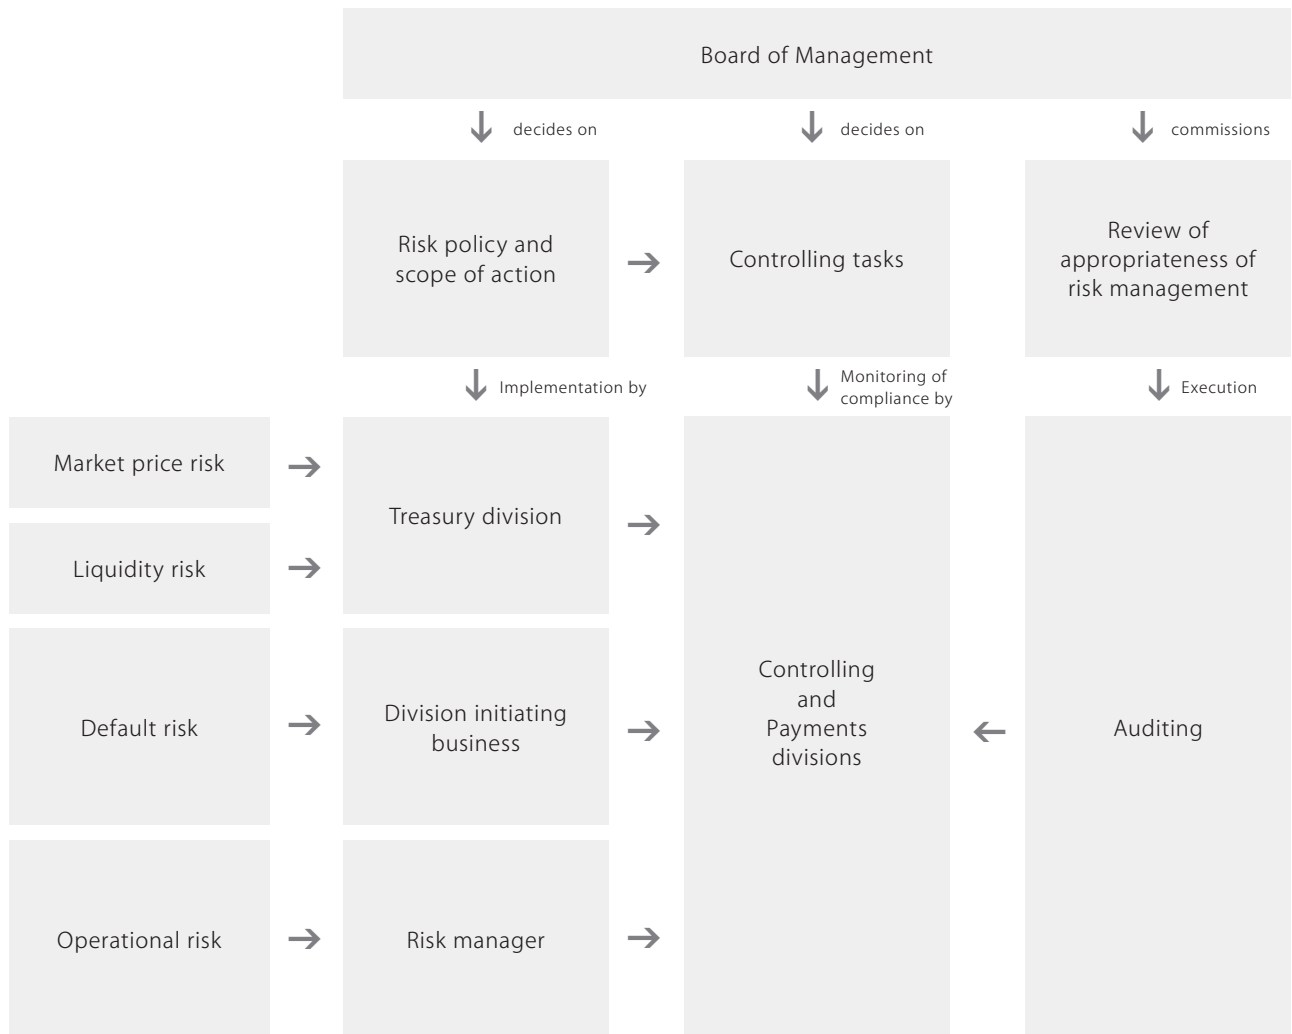 Board of Management
decides on
decides on
commissions
Risk policy and
scope of action
Controlling tasks
Review of
appropriateness of
risk management
Implementation by
Monitoring of
compliance by
Execution
Market price risk
Liquidity risk
Treasury division
Default risk
Division initiating
business
Controlling
and
Payments
divisions
Auditing
Operational risk
Risk manager